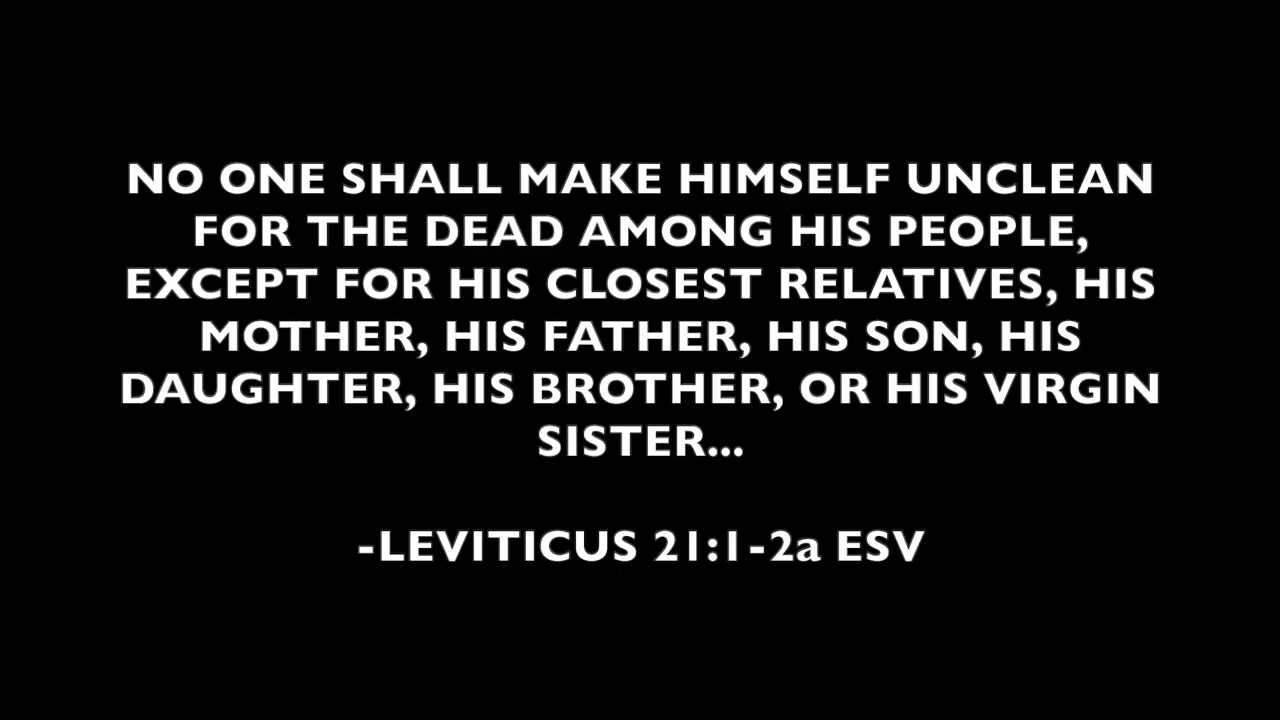 NO ONE SHALL MAKE HIMSELF UNCLEAN
FOR THE DEAD AMONG HIS PEOPLE,
EXCEPT FOR HIS CLOSEST RELATIVES, HIS
MOTHER, HIS FATHER, HIS SON, HIS
DAUGHTER, HIS BROTHER, OR HIS VIRGIN
SISTER...
-LEVITICUS 21:1-2a ESV